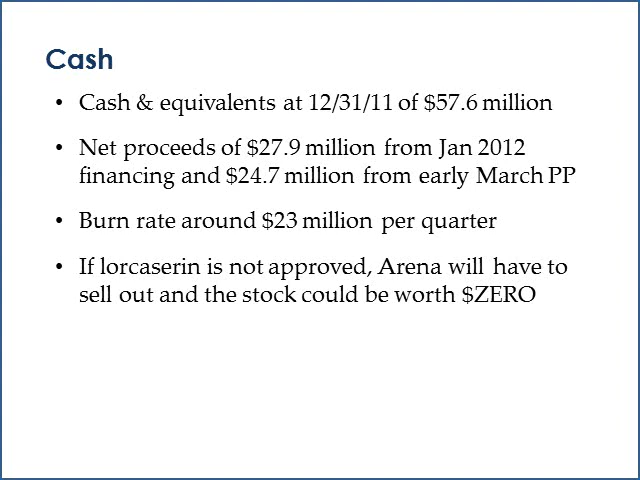 Cash
• Cash & equivalents at 12/31/11 of $57.6 million
• Net proceeds of $27.9 million from Jan 2012
financing and $24.7 million from early March PP
• Burn rate around $23 million per quarter
• If lorcaserin is not approved, Arena will have to
sell out and the stock could be worth $ZERO